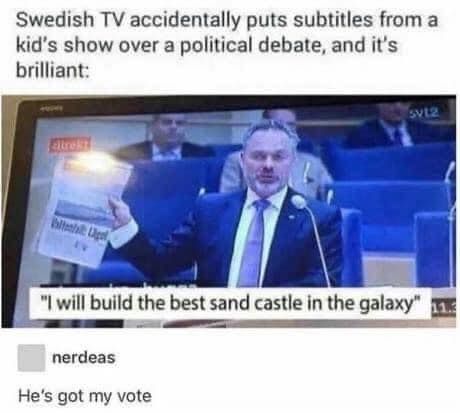 Swedish TV accidentally puts subtitles from a
kid's show over a political debate, and it's
brilliant:
svt2
direkt
"I will build the best sand castle in the galaxy"
nerdeas
He's got my vote